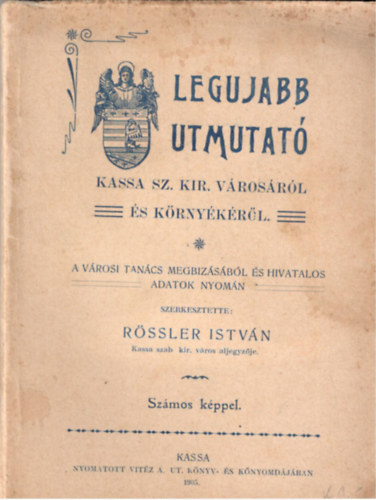 LEGUJABB
UTMUTATÓ
KASSA SZ. KIR. VÁROSÁRÓL
ÉS KÖRNYÉKÉRŐL.
A VÁROSI TANÁCS MEGBIZÁSÁBÓL ÉS HIVATALOS
ADATOK NYOMÁN
SZERKESZTETTE:
RÖSSLER ISTVÁN
Kassa szab kir. város aljegyzője.
Számos képpel.
KASSA
NYOMATOTT VITÉZ A. UT. KÖNYV- ÉS KŐNYOMDÁJÁBAN